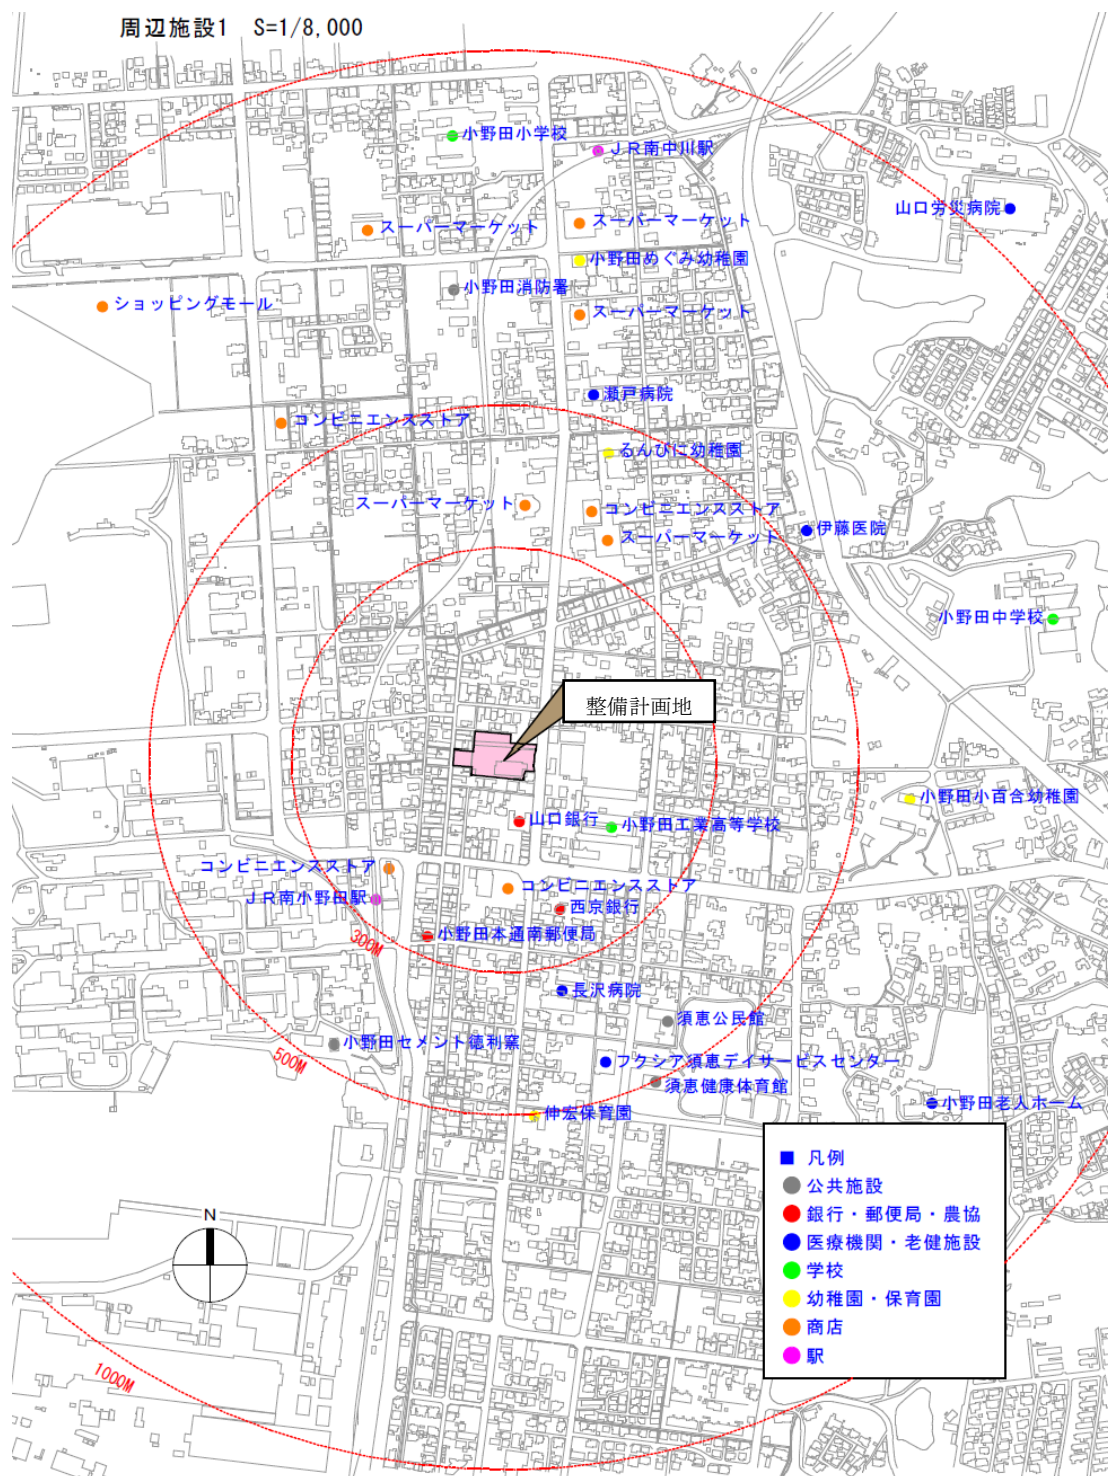 周辺施設1 S=1/8,000
小野田小学校
JR南中川駅
山口労災病院
スーパーマーケット
スーパーマーケット
小野田めぐみ幼稚園
小野田消防署
ショッピングモール
スーパーマーケット
瀬戸病院
コンビニエンスストア
るんびに幼稚園
スーパーマーケット
コンビニエンスストア
伊藤医院
スーパーマーケット
小野田中学校
整備計画地
小野田小百合幼稚園
山口銀行
小野田工業高等学校
コンビニエンスストア
コンビニエンスストア
JR南小野田駅
西京銀行
小野田本通南郵便局
300M
長沢病院
須恵公民館
小野田セメント徳利窯
500M
フクシア須恵デイサービスセンター
須恵健康体育館
小野田老人ホーム
仲宏保育園
凡例
公共施設
銀行・郵便局・農協
医療機関・老健施設
学校
幼稚園・保育園
商店
駅
N
1000M